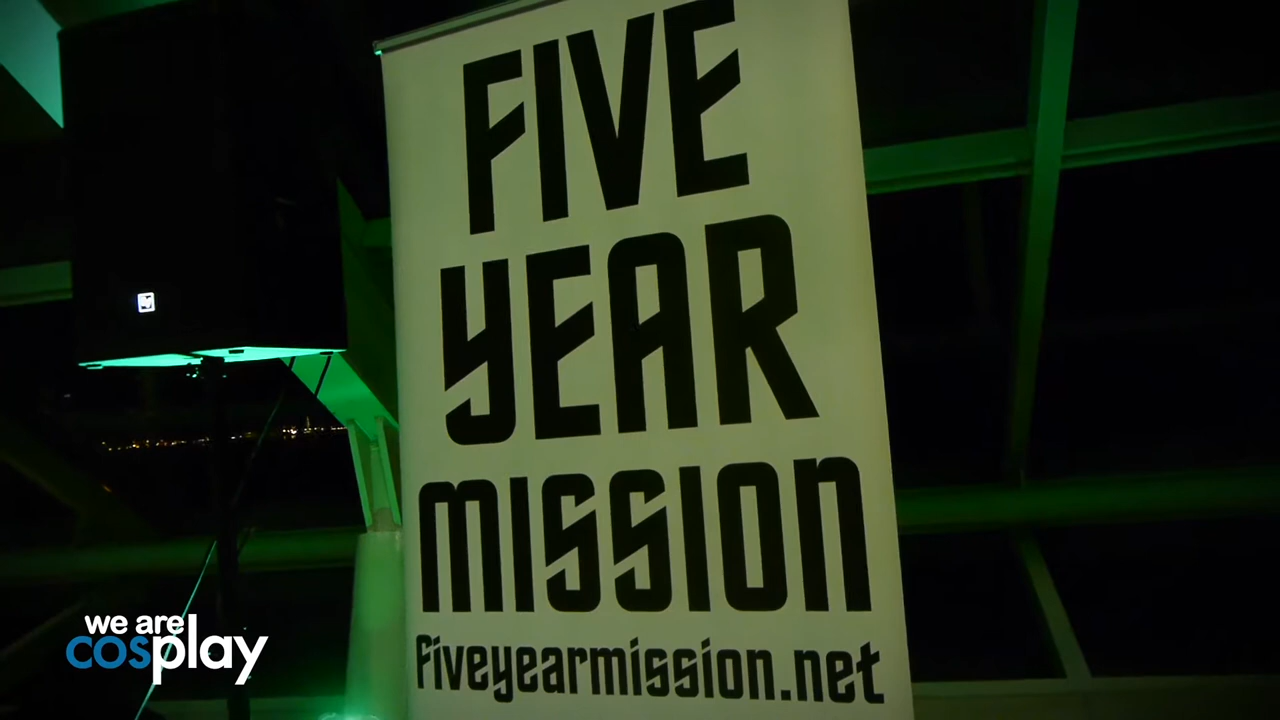 FIVE
YEAR
MISSION
fiveyearmission.net
we are
cosplay